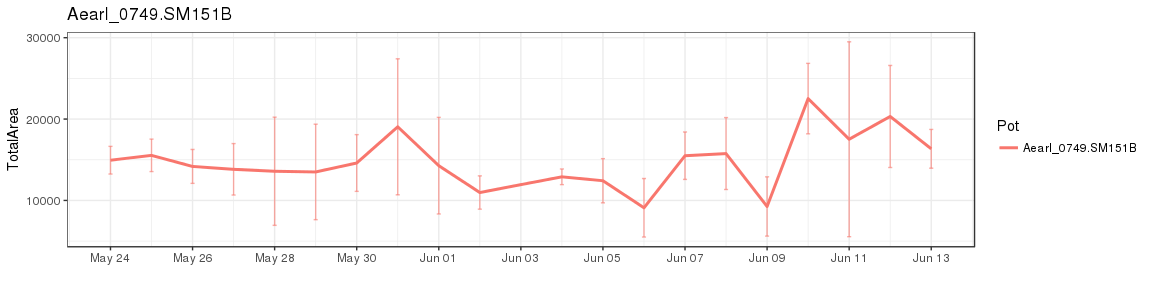 Aearl_0749.SM151B
30000
20000
10000
TotalArea
May 24 May 26 May 28 May 30 Jun 01 Jun 03 Jun 05 Jun 07 Jun 09 Jun 11 Jun 13
Pot
Aearl_0749.SM151B